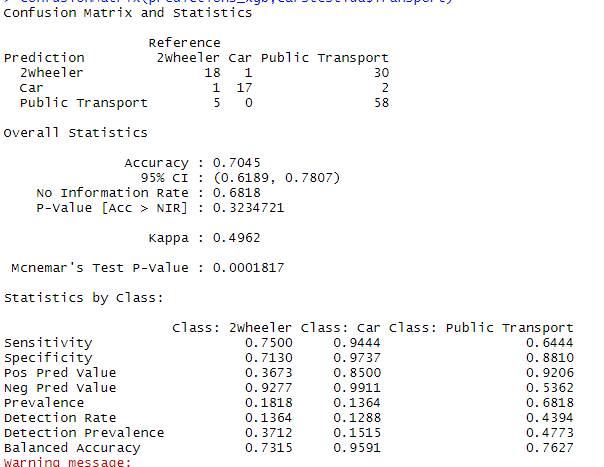 > confusionMatrix(predictions_xgb,carstestIda$Transport)
Confusion Matrix and Statistics
Reference
Prediction 2Wheeler Car Public Transport
2Wheeler 18 1 30
Car 1 17 2
Public Transport 5 0 58
Overall Statistics
Accuracy : 0.7045
95% CI : (0.6189, 0.7807)
No Information Rate : 0.6818
P-Value [Acc > NIR] : 0.3234721
Kappa : 0.4962
Mcnemar's Test P-Value : 0.0001817
Statistics by Class:
Class: 2Wheeler Class: Car Class: Public Transport
Sensitivity 0.7500 0.9444 0.6444
Specificity 0.7130 0.9737 0.8810
Pos Pred Value 0.3673 0.8500 0.9206
Neg Pred Value 0.9277 0.9911 0.5362
Prevalence 0.1818 0.1364 0.6818
Detection Rate 0.1364 0.1288 0.4394
Detection Prevalence 0.3712 0.1515 0.4773
Balanced Accuracy 0.7315 0.9591 0.7627
Warning message: